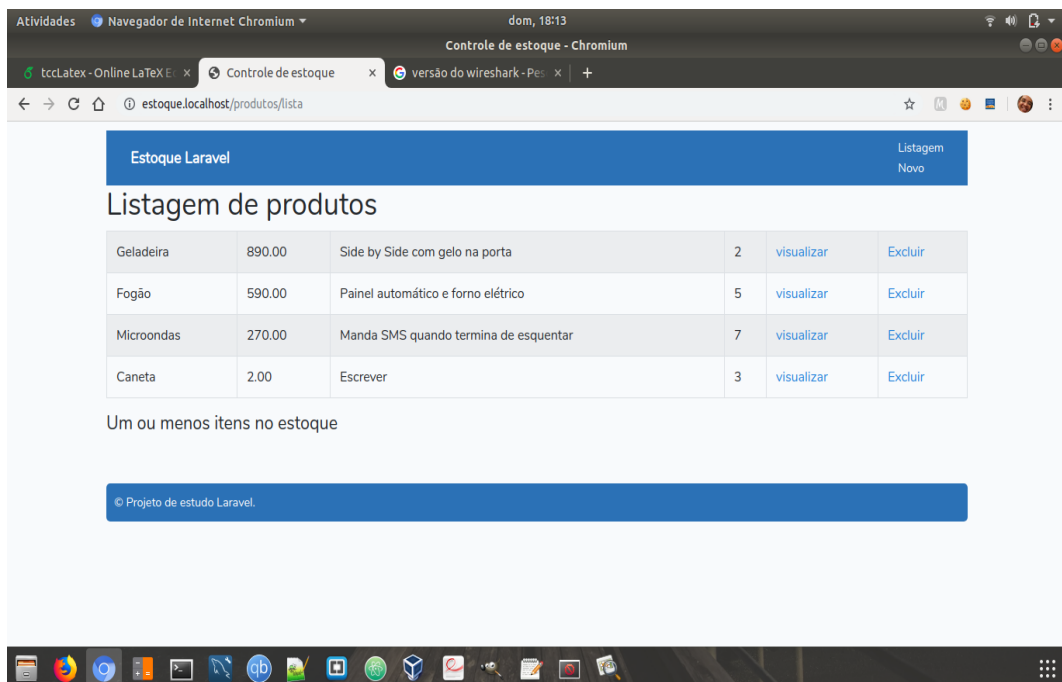 Atividades Navegador de Internet Chromium dom, 18:13
Controle de estoque - Chromium
tccLatex - Online LaTeX Ed Controle de estoque versão do wireshark - Pes
estoque.localhost/produtos/lista
Estoque Laravel
Listagem
Novo
Listagem de produtos
Geladeira 890.00 Side by Side com gelo na porta 2 visualizar Excluir
Fogão 590.00 Painel automático e forno elétrico 5 visualizar Excluir
Microondas 270.00 Manda SMS quando termina de esquentar 7 visualizar Excluir
Caneta 2.00 Escrever 3 visualizar Excluir
Um ou menos itens no estoque
© Projeto de estudo Laravel.
qb